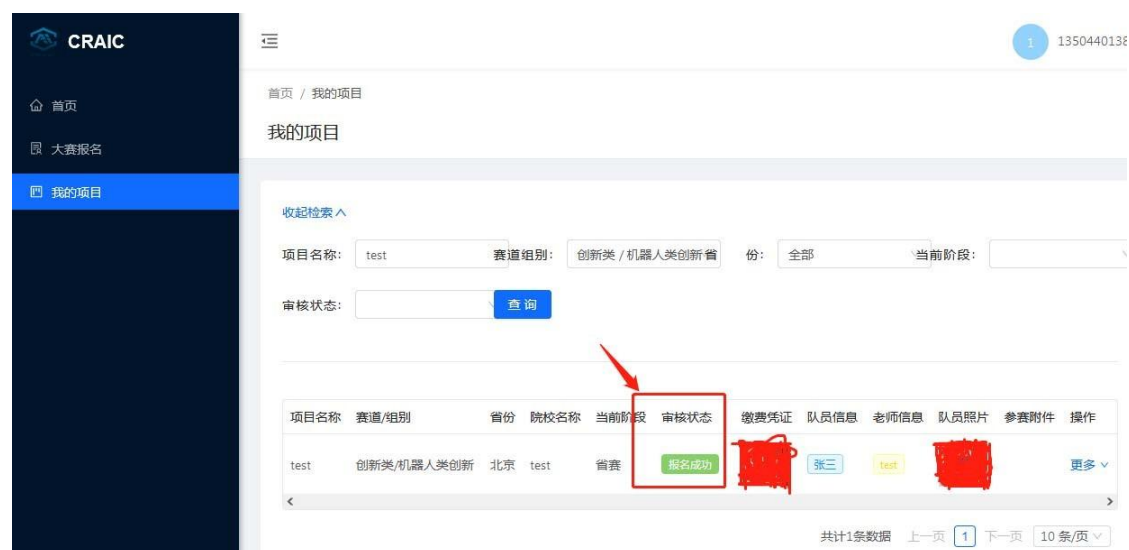 CRAIC
1350440138
1
首页
大赛报名
我的项目
首页 / 我的项目
我的项目
收起检索
项目名称: test 赛道组别: 创新类 / 机器人类创新 省份: 全部 当前阶段:
审核状态: 查 询
项目名称 赛道/组别 省份 院校名称 当前阶段 审核状态 缴费凭证 队员信息 老师信息 队员照片 参赛附件 操作
test 创新类/机器人类创新 北京 test 省赛 报名成功 张三 test 更多
共计1条数据 上一页 1 下一页 10 条/页